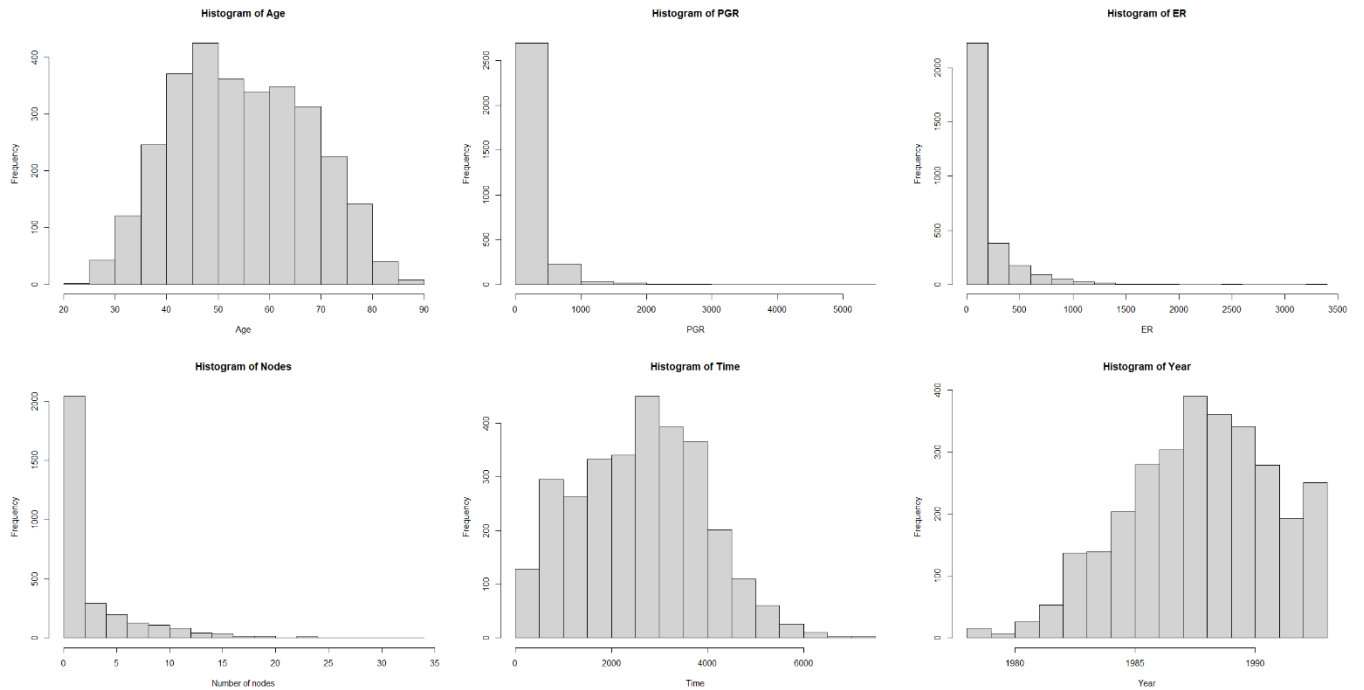 Histogram of Age
Frequency
0 100 200 300 400
20 30 40 50 60 70 80 90
Age
Histogram of PGR
Frequency
0 500 1000 1500 2000 2500
0 1000 2000 3000 4000 5000
PGR
Histogram of ER
Frequency
0 500 1000 1500 2000
0 500 1000 1500 2000 2500 3000 3500
ER
Histogram of Nodes
Frequency
0 500 1000 1500 2000
0 5 10 15 20 25 30 35
Number of nodes
Histogram of Time
Frequency
0 100 200 300 400
0 2000 4000 6000
Time
Histogram of Year
Frequency
0 100 200 300 400
1980 1985 1990
Year